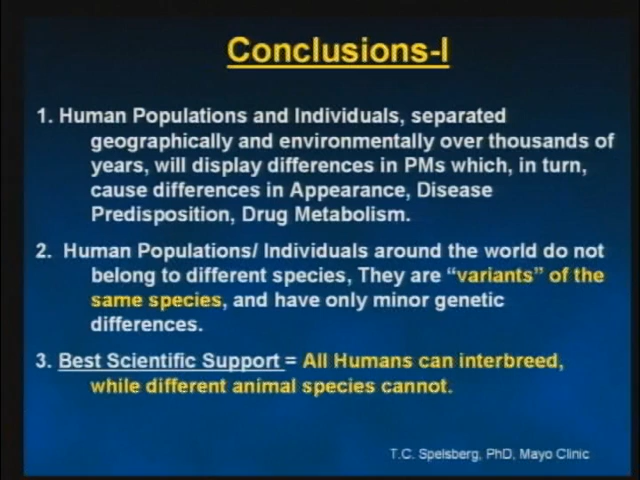 Conclusions-I
1. Human Populations and Individuals, separated
geographically and environmentally over thousands of
years, will display differences in PMs which, in turn,
cause differences in Appearance, Disease
Predisposition, Drug Metabolism.
2. Human Populations/ Individuals around the world do not
belong to different species, They are “variants” of the
same species, and have only minor genetic
differences.
3. Best Scientific Support = All Humans can interbreed,
while different animal species cannot.
T.C. Spelsberg, PhD, Mayo Clinic